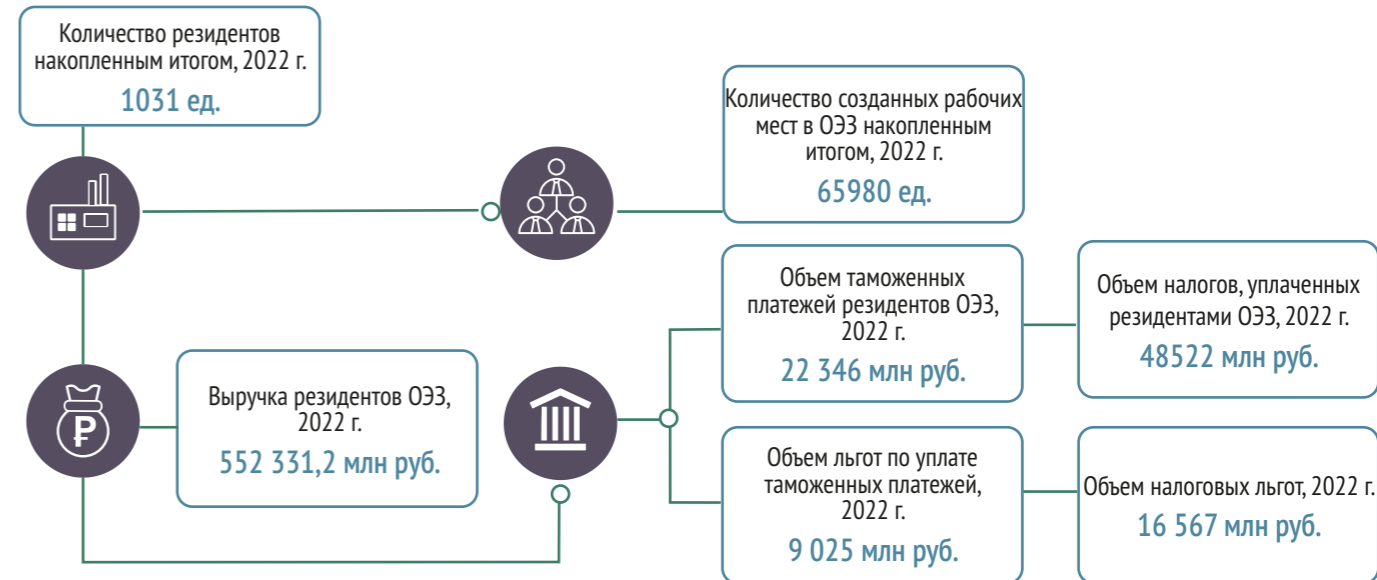 Количество резидентов
накопленным итогом, 2022 г.
1031 ед.
Количество созданных рабочих
мест в ОЭЗ накопленным
итогом, 2022 г.
65980 ед.
Объем таможенных
платежей резидентов ОЭЗ,
2022 г.
22 346 млн руб.
Объем налогов, уплаченных
резидентами ОЭЗ, 2022 г.
48522 млн руб.
Выручка резидентов ОЭЗ,
2022 г.
552 331,2 млн руб.
Объем льгот по уплате
таможенных платежей,
2022 г.
9 025 млн руб.
Объем налоговых льгот, 2022 г.
16 567 млн руб.